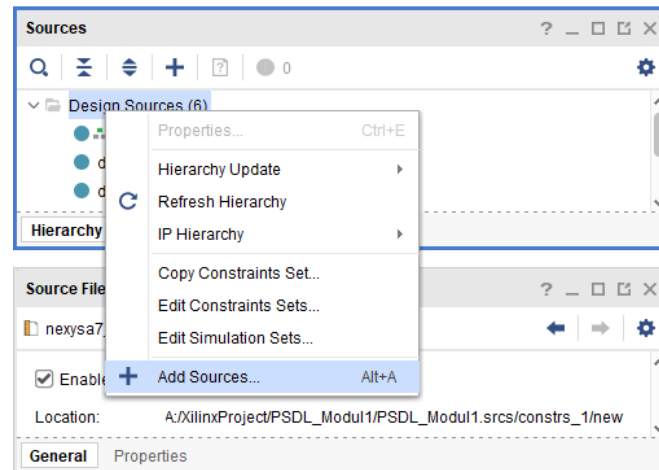 Sources
? _
0
Design Sources (6)
Properties... Ctrl+E
d
Hierarchy Update
d
Refresh Hierarchy
Hierarchy
IP Hierarchy
Copy Constraints Set...
Source File
?  _
Edit Constraints Sets...
nexysa7_
Edit Simulation Sets...
Enable
Add Sources... Alt+A
Location: A:/XilinxProject/PSDL_Modul1/PSDL_Modul1.srcs/constrs_1/new
General Properties